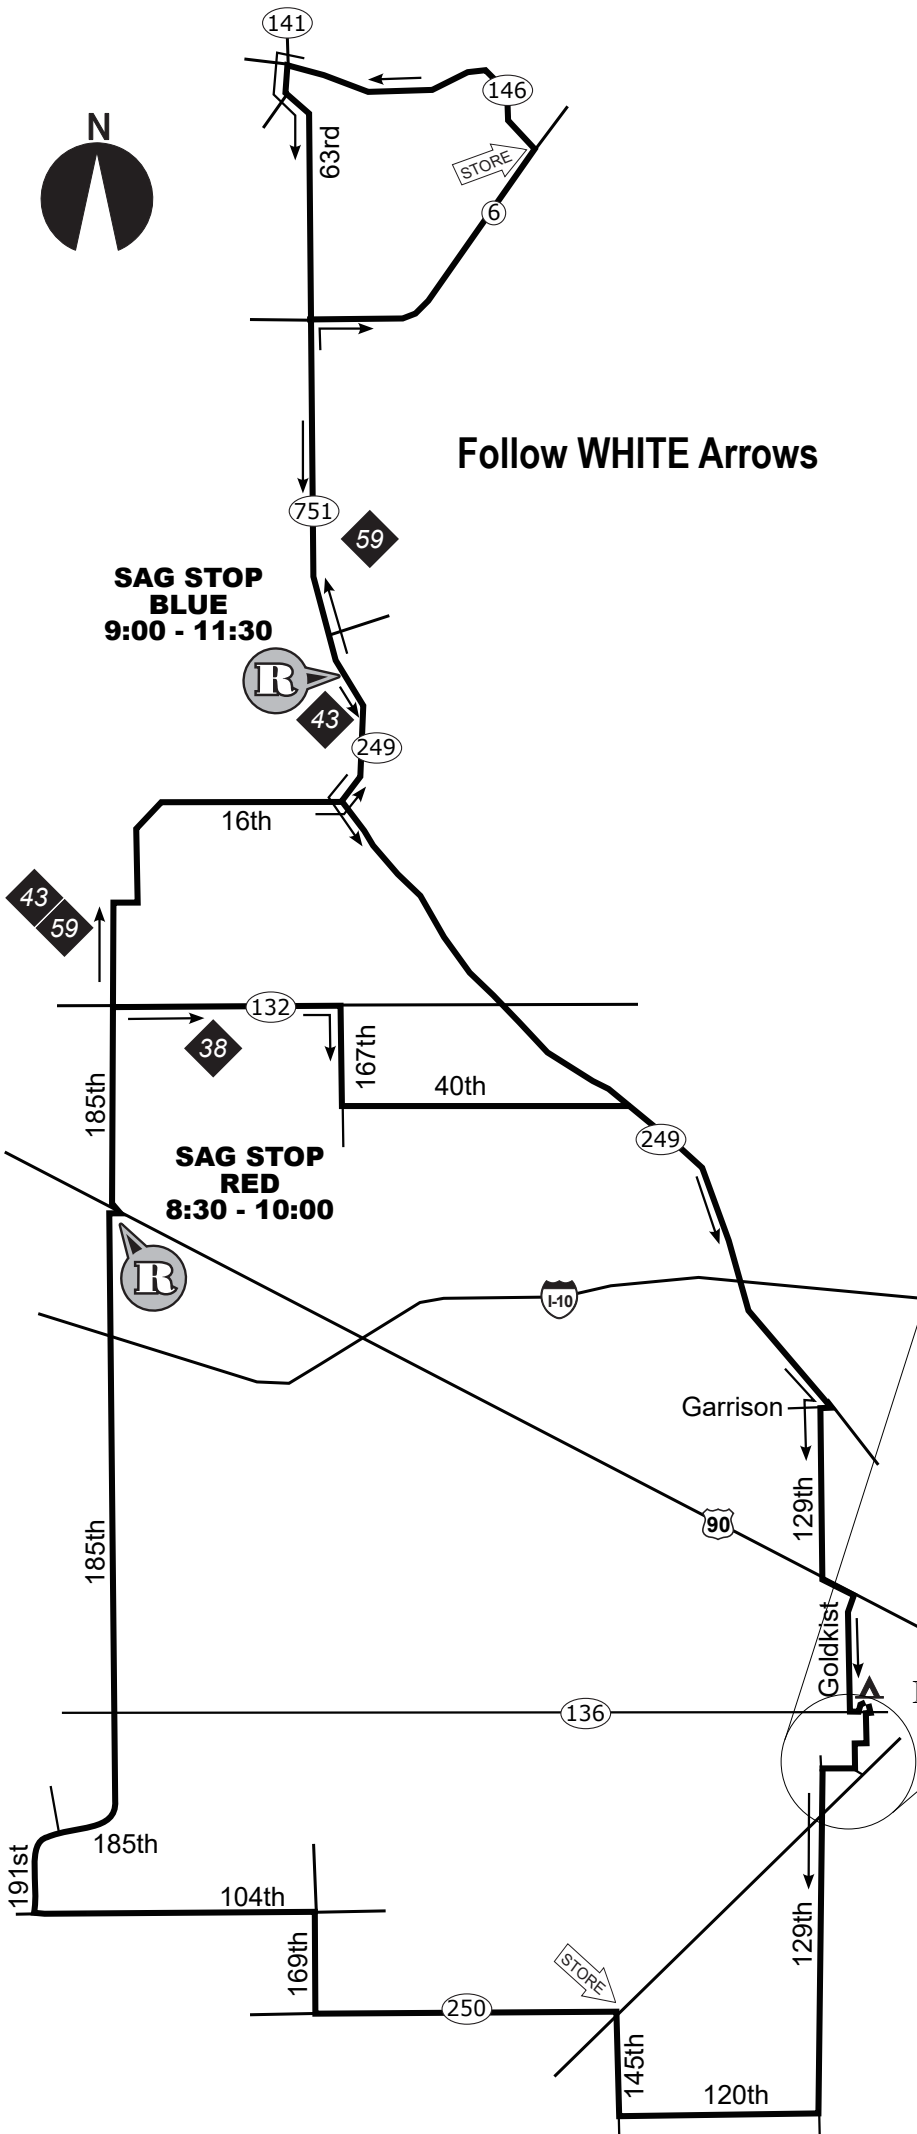 141
146
N
63rd
STORE
6
Follow WHITE Arrows
751
59
SAG STOP
BLUE
9:00 - 11:30
R
43
249
16th
43
59
132
38
167th
40th
185th
249
SAG STOP
RED
8:30 - 10:00
R
I-10
Garrison
129th
90
185th
Goldkist
136
185th
191st
104th
129th
169th
STORE
250
145th
120th